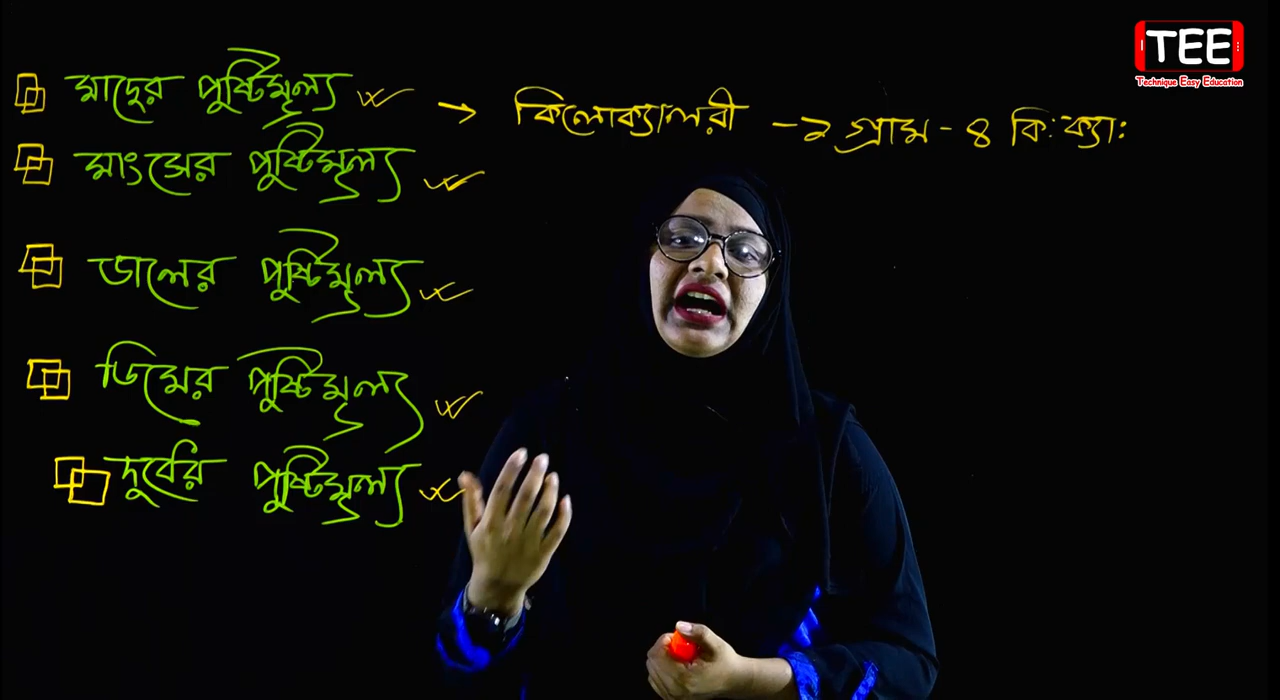 মাছের পুষ্টিমূল্য → কিলোক্যালরী → ১ গ্রাম - ৪ কি: ক্যা:
মাংসের পুষ্টিমূল্য
ডালের পুষ্টিমূল্য
ডিমের পুষ্টিমূল্য
দুধের পুষ্টিমূল্য
TEE
Technique Easy Education